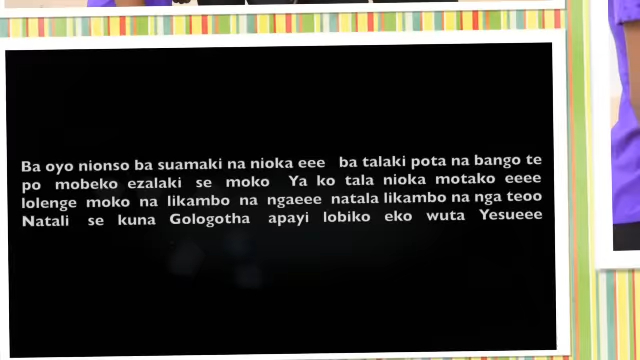 Ba oyo nionso ba suamaki na nioka eee ba talaki pota na bango te
po mobeko ezalaki se moko Ya ko tala nioka motako eeee
lolenge moko na likambo na ngaeee natala likambo na nga teoo
Natali se kuna Gologotha apayi lobiko eko wuta Yesueee